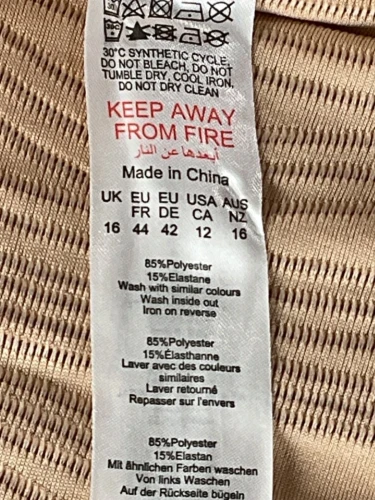 30°C SYNTHETIC CYCLE,
DO NOT BLEACH, DO NOT
TUMBLE DRY, COOL IRON,
DO NOT DRY CLEAN
KEEP AWAY
FROM FIRE
أبعدها عن النار
Made in China
UK EU EU USA AUS
FR DE CA NZ
16 44 42 12 16
85%Polyester
15%Elastane
Wash with similar colours
Wash inside out
Iron on reverse
85%Polyester
15%Élasthanne
Laver avec des couleurs
similaires
Laver retourné
Repasser sur l'envers
85%Polyester
15%Elastan
Mit ähnlichen Farben waschen
Von links Waschen
Auf der Rückseite bügeln